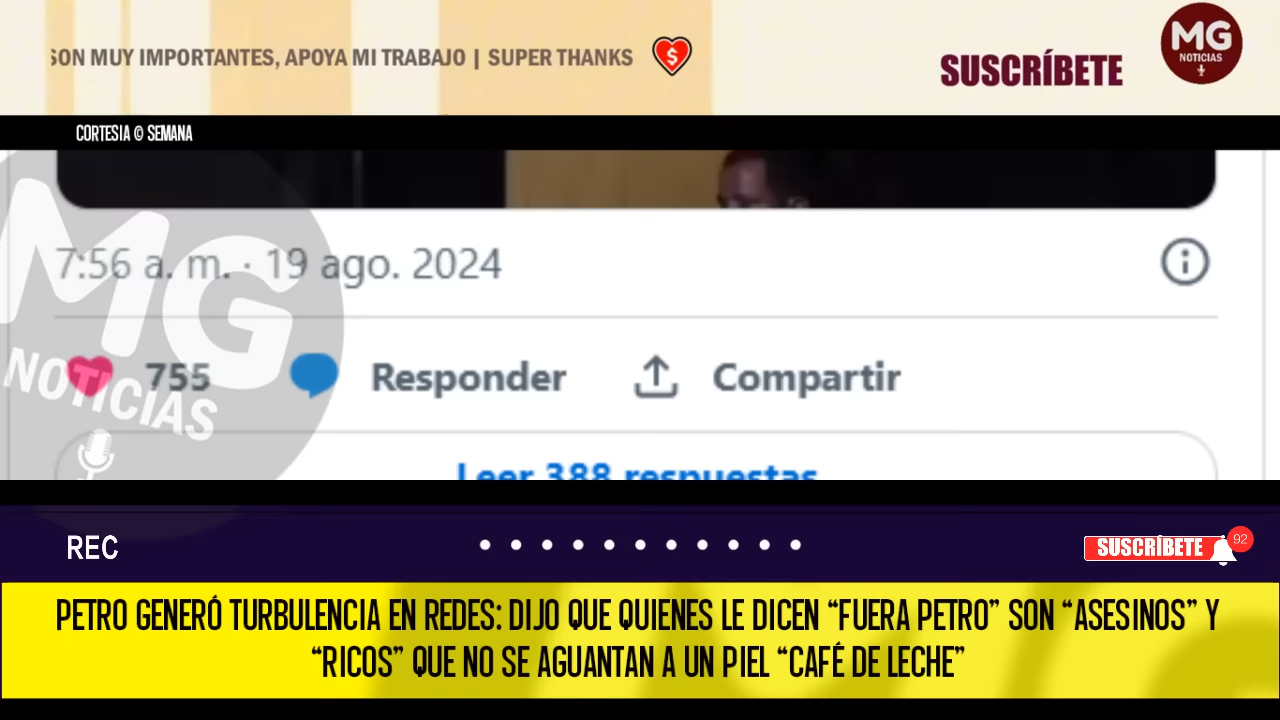 SON MUY IMPORTANTES, APOYA MI TRABAJO | SUPER THANKS
SUSCRÍBETE
MG
NOTICIAS
CORTESIA © SEMANA
7:56 a. m. · 19 ago. 2024
MG
NOTICIAS
755
Responder
Compartir
Leer 388 respuestas
REC
SUSCRÍBETE
92
PETRO GENERÓ TURBULENCIA EN REDES: DIJO QUE QUIENES LE DICEN “FUERA PETRO” SON “ASESINOS” Y
“RICOS” QUE NO SE AGUANTAN A UN PIEL “CAFÉ DE LECHE”